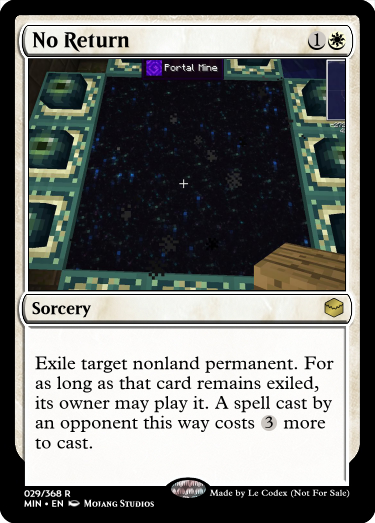 No Return 1
Portal Mine
Sorcery
Exile target nonland permanent. For
as long as that card remains exiled,
its owner may play it. A spell cast by
an opponent this way costs 3 more
to cast.
029/368 R
MIN • EN Mojang Studios
Made by Le Codex (Not For Sale)